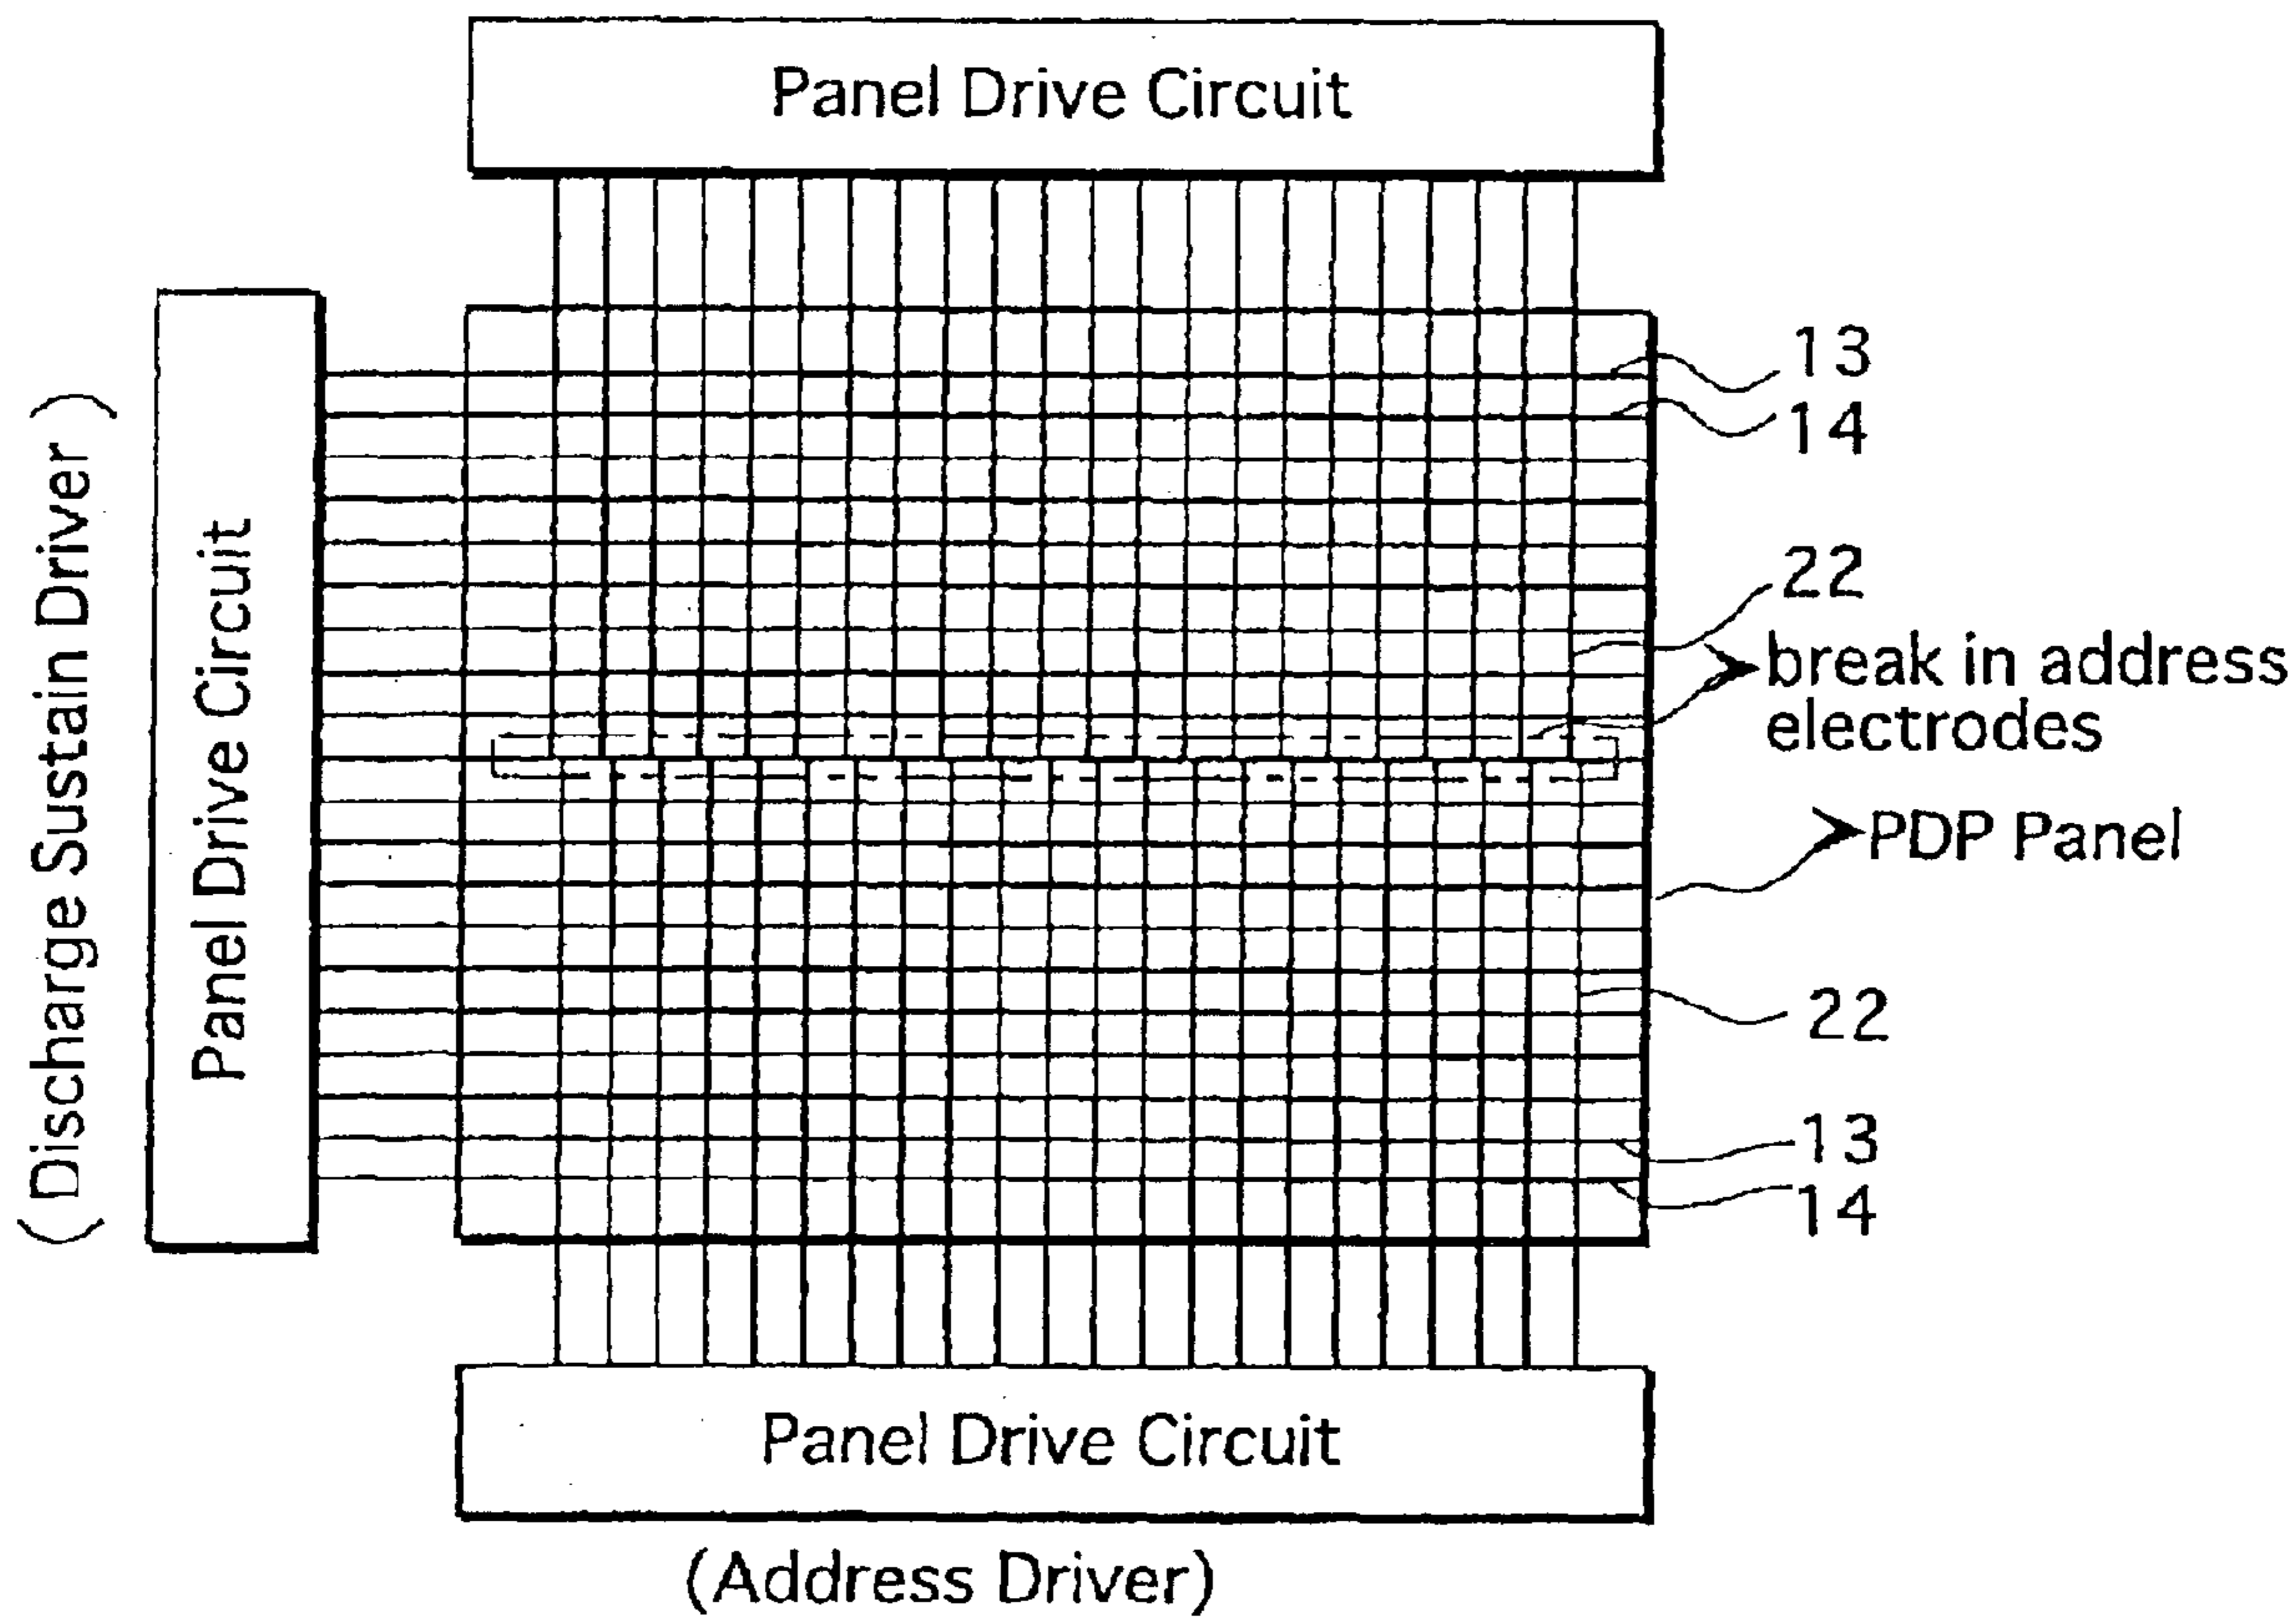 Panel Drive Circuit
13
14
(Discharge Sustain Driver)
Panel Drive Circuit
22
break in address
electrodes
PDP Panel
22
13
14
Panel Drive Circuit
(Address Driver)